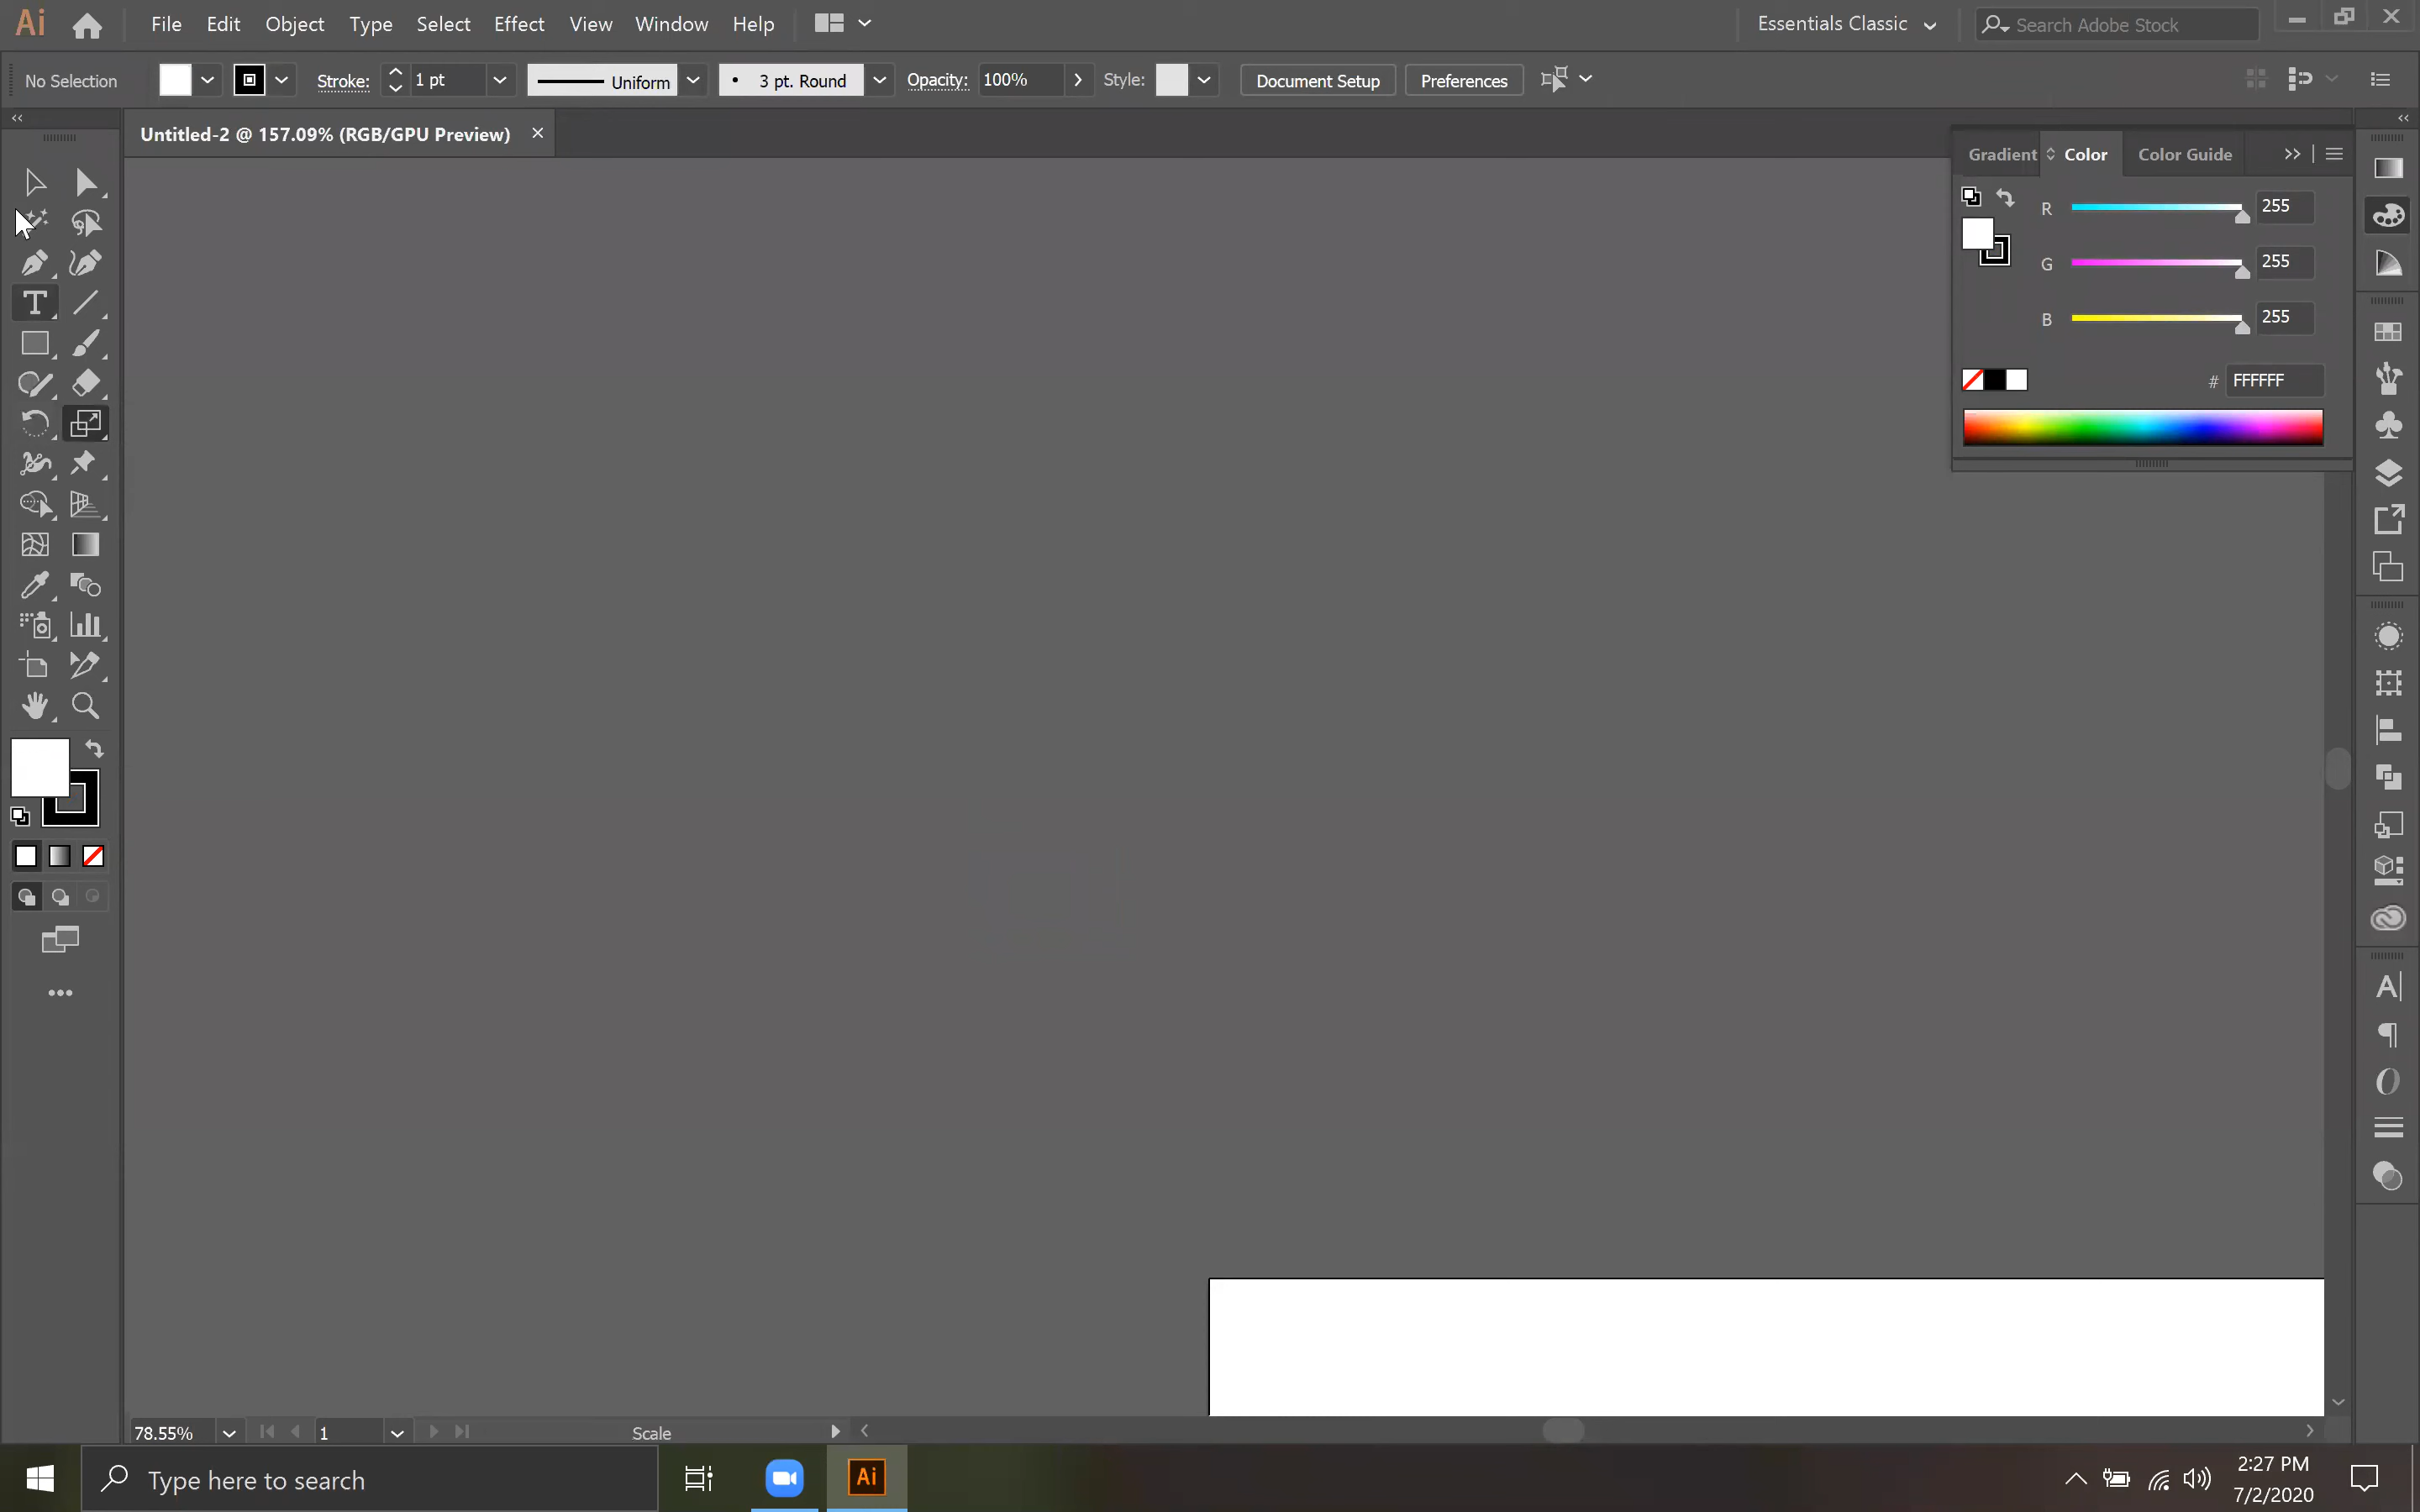 Ai File Edit Object Type Select Effect View Window Help Essentials Classic Search Adobe Stock
No Selection Stroke: 1 pt Uniform 3 pt. Round Opacity: 100% Style: Document Setup Preferences
Untitled-2 @ 157.09% (RGB/GPU Preview)
Gradient Color Color Guide
R 255
G 255
B 255
# FFFFFF
78.55% 1 Scale
Type here to search Ai
2:27 PM
7/2/2020